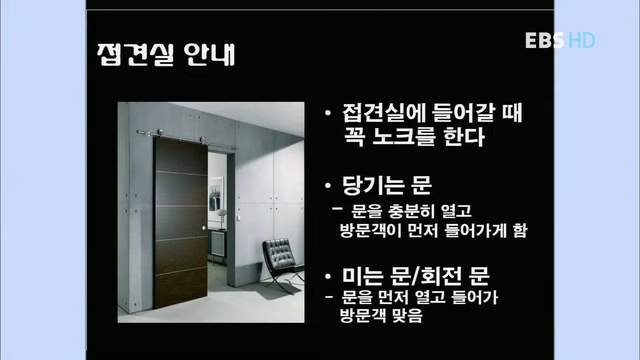 EBS HD
접견실 안내
• 접견실에 들어갈 때
꼭 노크를 한다
• 당기는 문
- 문을 충분히 열고
방문객이 먼저 들어가게 함
• 미는 문/회전 문
- 문을 먼저 열고 들어가
방문객 맞음